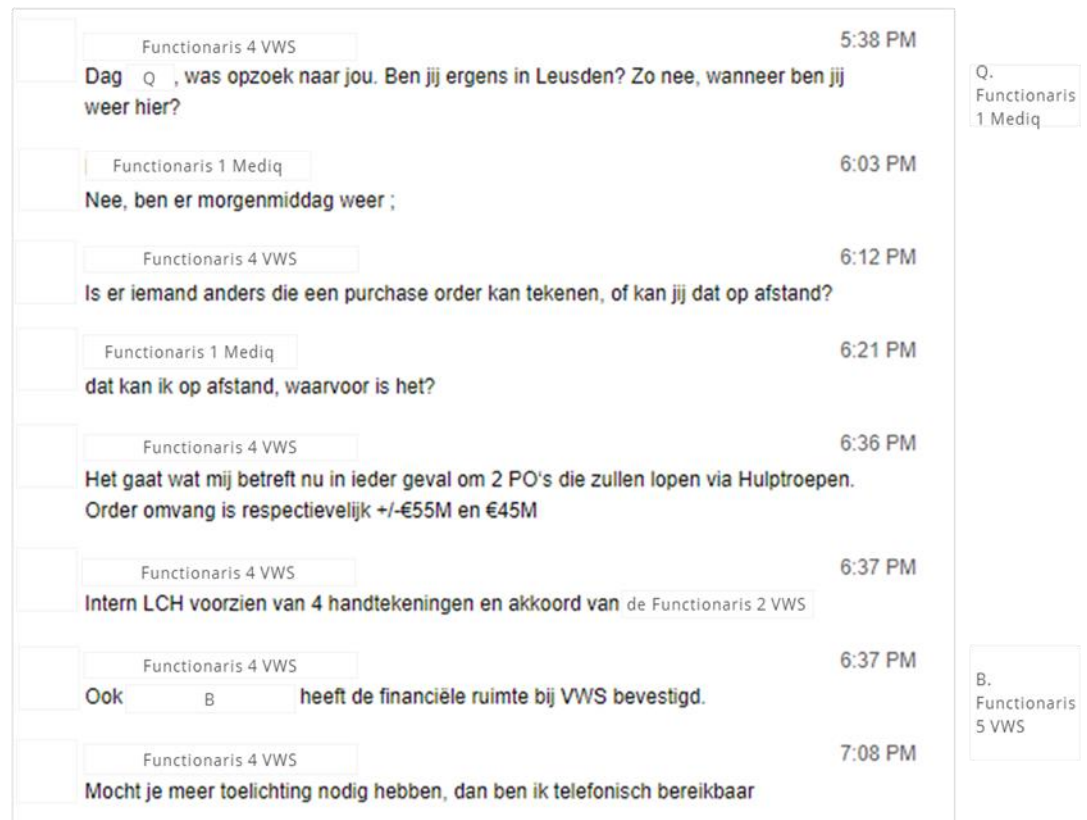 Functionaris 4 VWS 5:38 PM
Dag Q , was opzoek naar jou. Ben jij ergens in Leusden? Zo nee, wanneer ben jij
weer hier?
Q.
Functionaris
1 Mediq
Functionaris 1 Mediq 6:03 PM
Nee, ben er morgenmiddag weer ;
Functionaris 4 VWS 6:12 PM
Is er iemand anders die een purchase order kan tekenen, of kan jij dat op afstand?
Functionaris 1 Mediq 6:21 PM
dat kan ik op afstand, waarvoor is het?
Functionaris 4 VWS 6:36 PM
Het gaat wat mij betreft nu in ieder geval om 2 PO's die zullen lopen via Hulptroepen.
Order omvang is respectievelijk +/-€55M en €45M
Functionaris 4 VWS 6:37 PM
Intern LCH voorzien van 4 handtekeningen en akkoord van de Functionaris 2 VWS
Functionaris 4 VWS 6:37 PM
Ook B heeft de financiële ruimte bij VWS bevestigd.
B.
Functionaris
5 VWS
Functionaris 4 VWS 7:08 PM
Mocht je meer toelichting nodig hebben, dan ben ik telefonisch bereikbaar